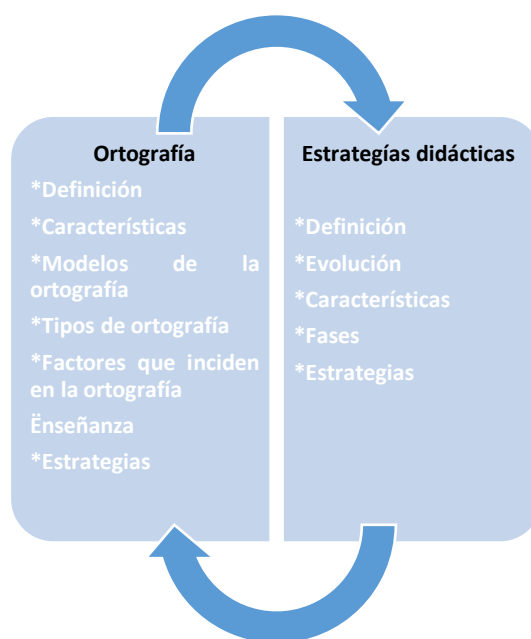 Ortografía
*Definición
*Características
*Modelos de la
ortografía
*Tipos de ortografía
*Factores que inciden
en la ortografía
Ënseñanza
*Estrategias
Estrategías didácticas
*Definición
*Evolución
*Características
*Fases
*Estrategias